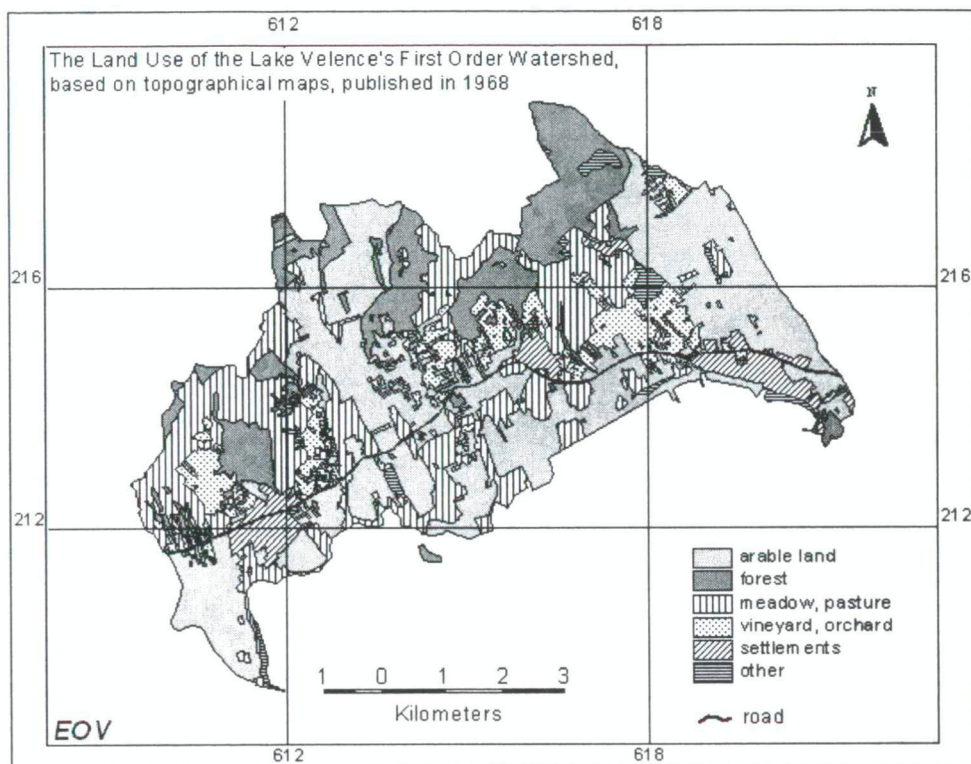 612 618
The Land Use of the Lake Velence's First Order Watershed,
based on topographical maps, published in 1968
N
216 216
212 212
arable land
forest
meadow, pasture
vineyard, orchard
settlements
other
road
1 0 1 2 3
Kilometers
EOV
612 618